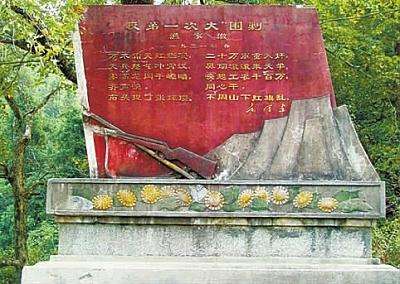 反第一次大“围剿”
渔家傲
一九三一
万木霜天红烂漫，
天兵怒气冲霄汉。
雾满龙冈千嶂暗，
齐声唤，
前头捉了张辉瓒。
二十万军重入赣，
风烟滚滚来天半。
唤起工农千百万，
同心干，
不周山下红旗乱。
毛泽东